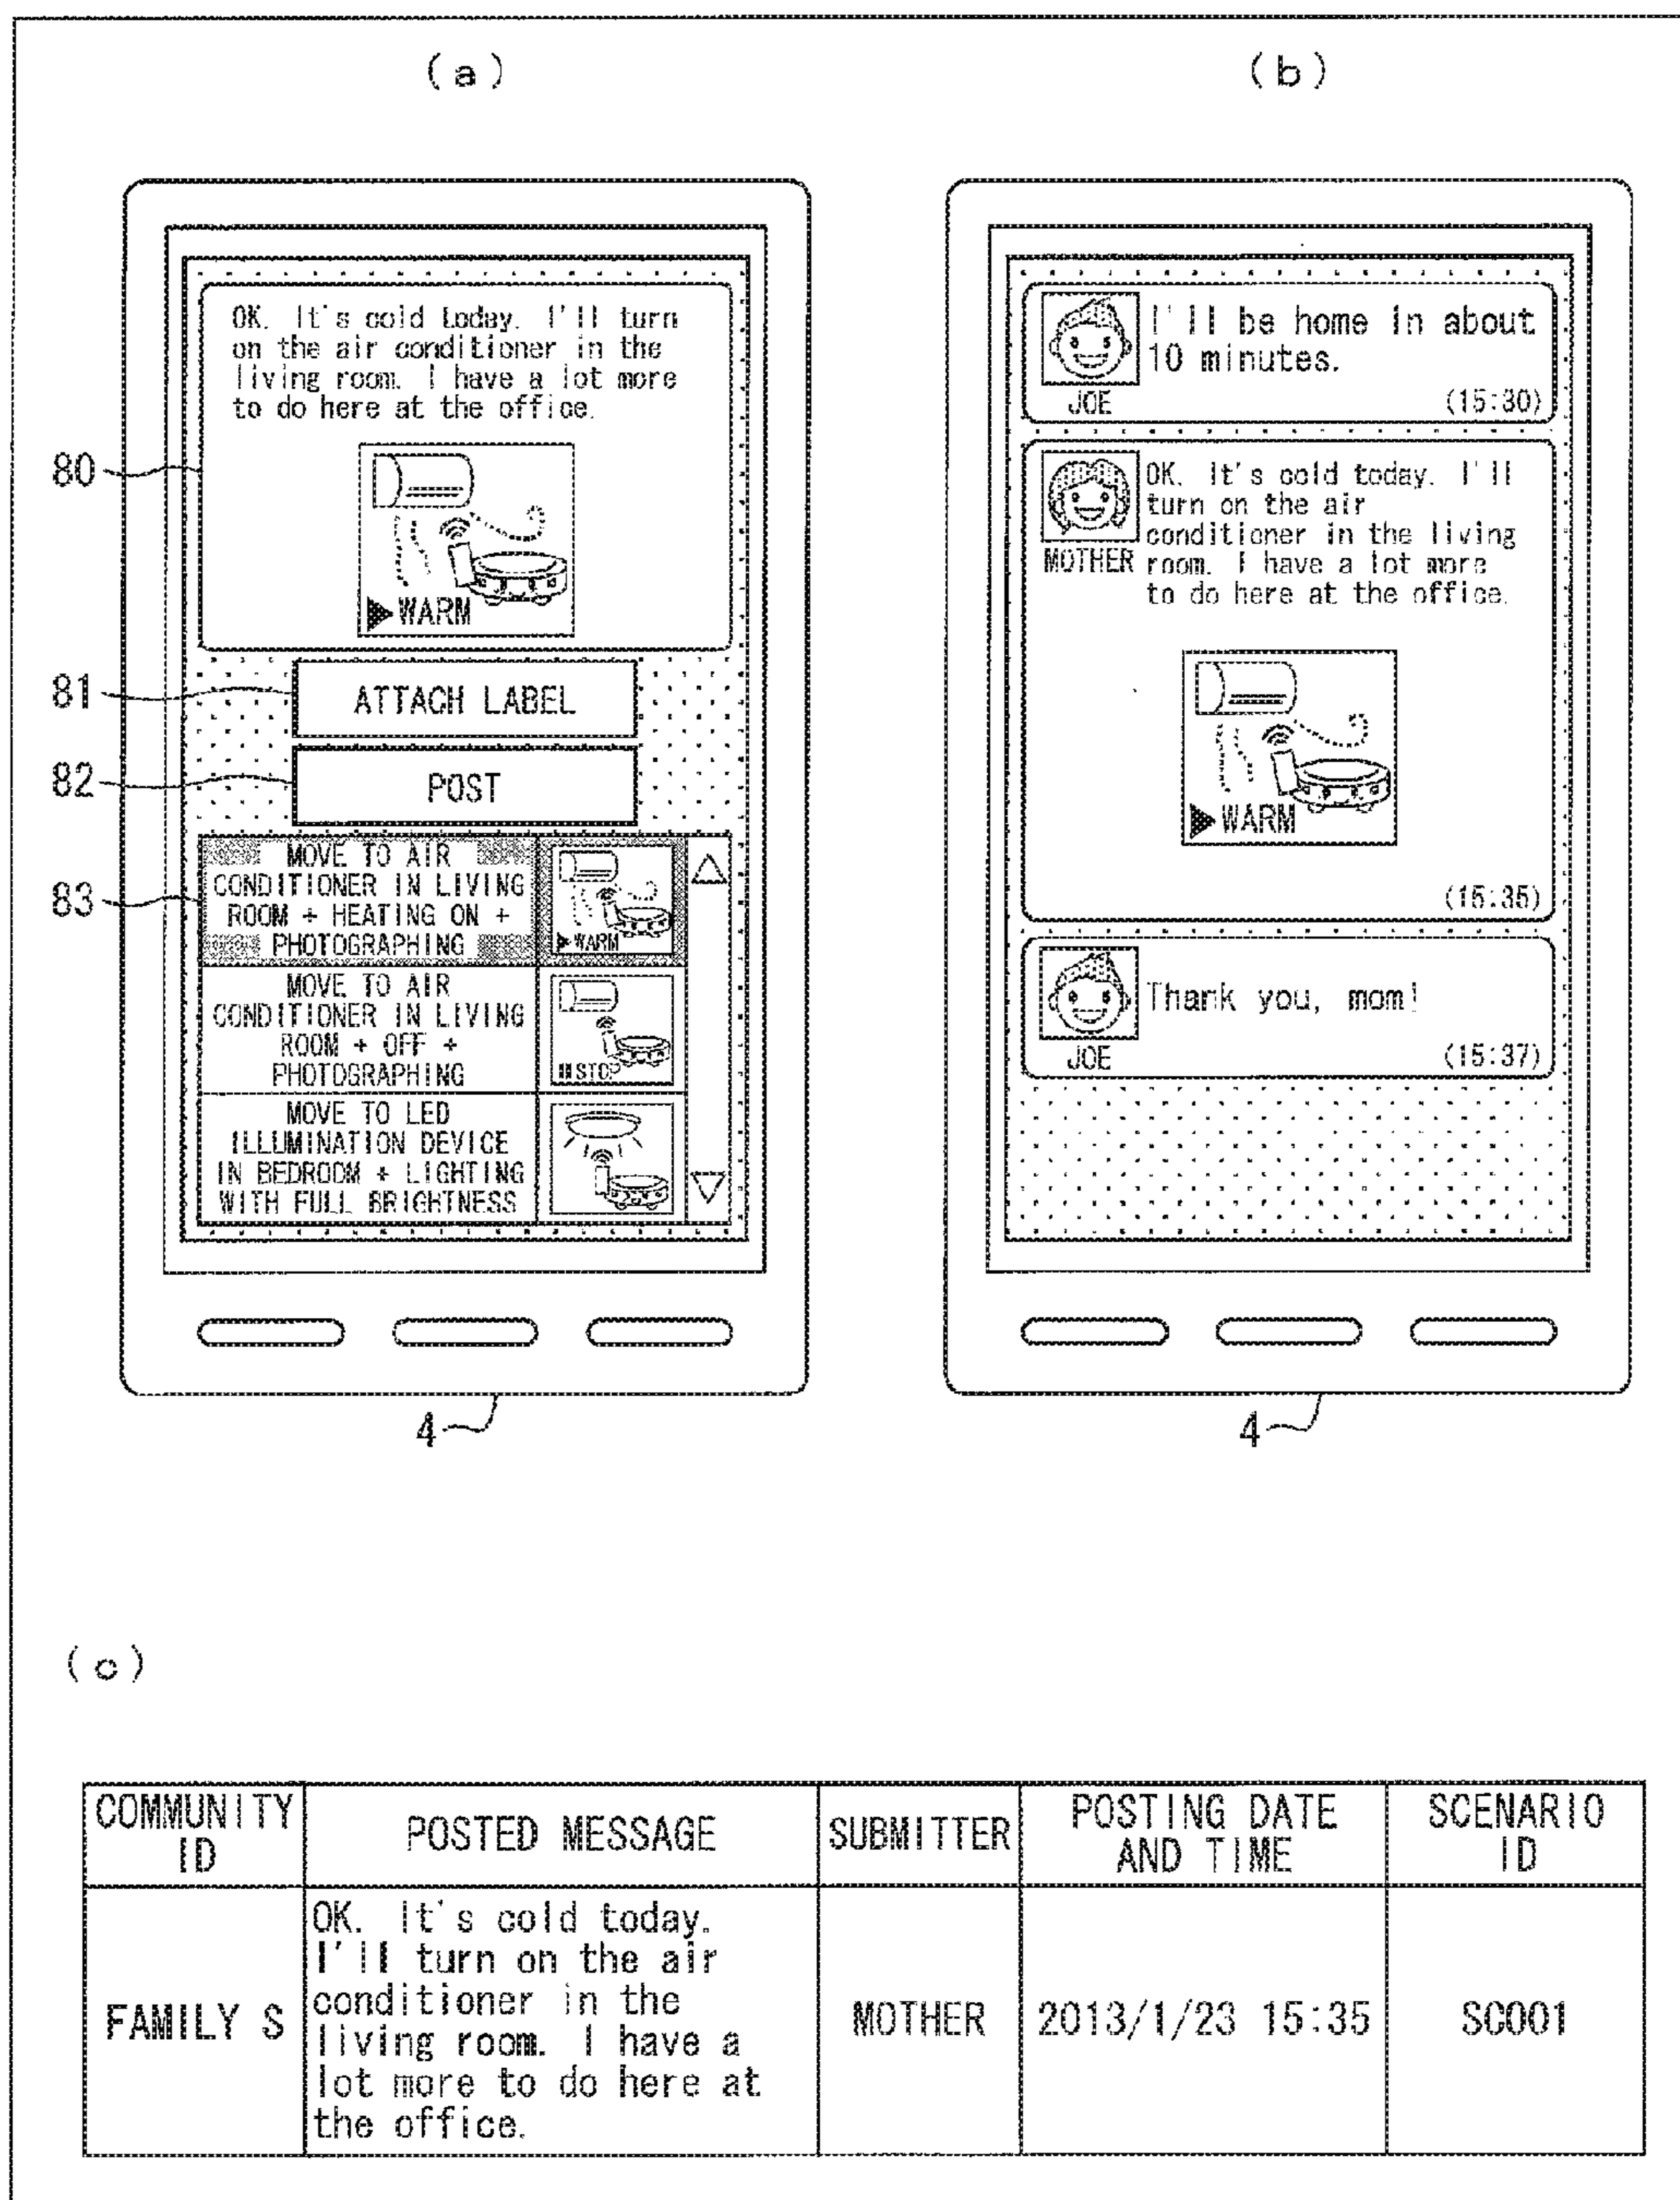 (a)
OK. It's cold today. I'll turn
on the air conditioner in the
living room. I have a lot more
to do here at the office.
80
▶WARM
81
ATTACH LABEL
82
POST
83
MOVE TO AIR
CONDITIONER IN LIVING
ROOM + HEATING ON +
PHOTOGRAPHING
▶WARM
MOVE TO AIR
CONDITIONER IN LIVING
ROOM + OFF +
PHOTOGRAPHING
STOP
MOVE TO LED
ILLUMINATION DEVICE
IN BEDROOM + LIGHTING
WITH FULL BRIGHTNESS
4
(b)
I'll be home in about
10 minutes.
JOE
(15:30)
OK. It's cold today. I'll
turn on the air
conditioner in the living
MOTHER room. I have a lot more
to do here at the office.
▶WARM
(15:35)
Thank you, mom!
JOE
(15:37)
4
(c)
COMMUNITY
ID
POSTED MESSAGE
SUBMITTER
POSTING DATE
AND TIME
SCENARIO
ID
FAMILY S
OK. It's cold today.
I'll turn on the air
conditioner in the
living room. I have a
lot more to do here at
the office.
MOTHER
2013/1/23 15:35
SC001